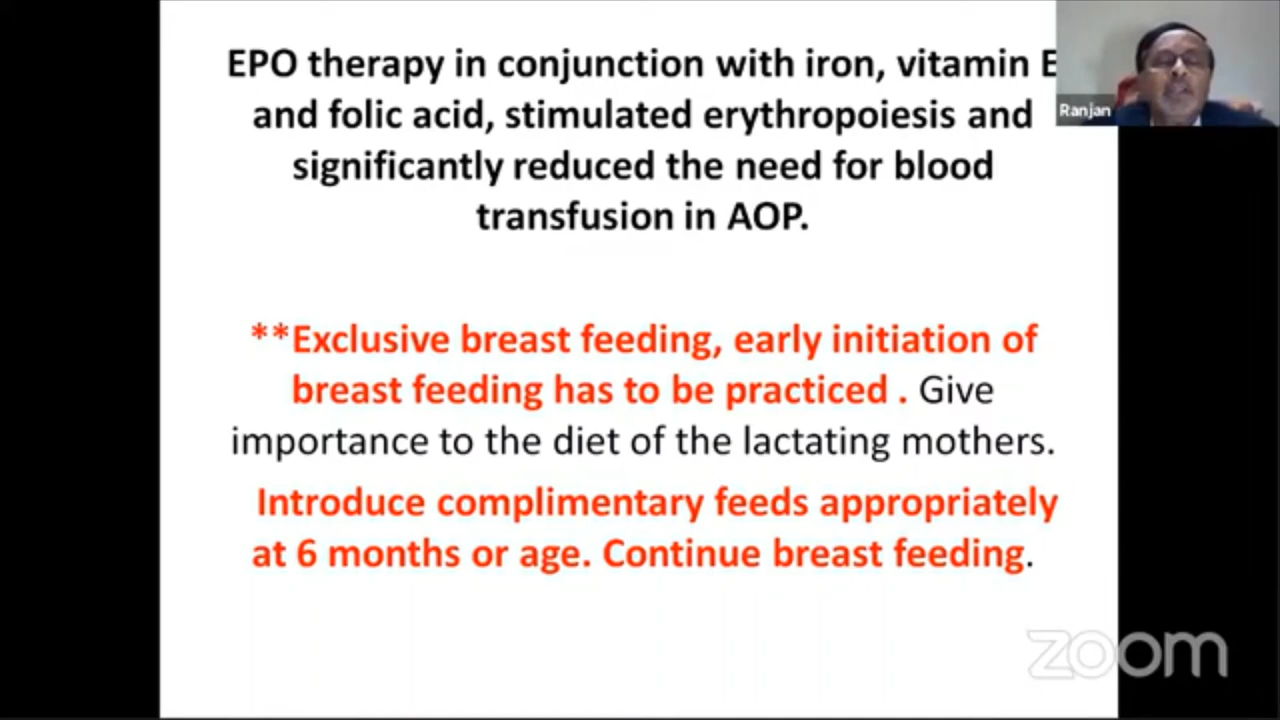 EPO therapy in conjunction with iron, vitamin E
and folic acid, stimulated erythropoiesis and
significantly reduced the need for blood
transfusion in AOP.
Ranjan
**Exclusive breast feeding, early initiation of
breast feeding has to be practiced . Give
importance to the diet of the lactating mothers.
Introduce complimentary feeds appropriately
at 6 months or age. Continue breast feeding.
zoom